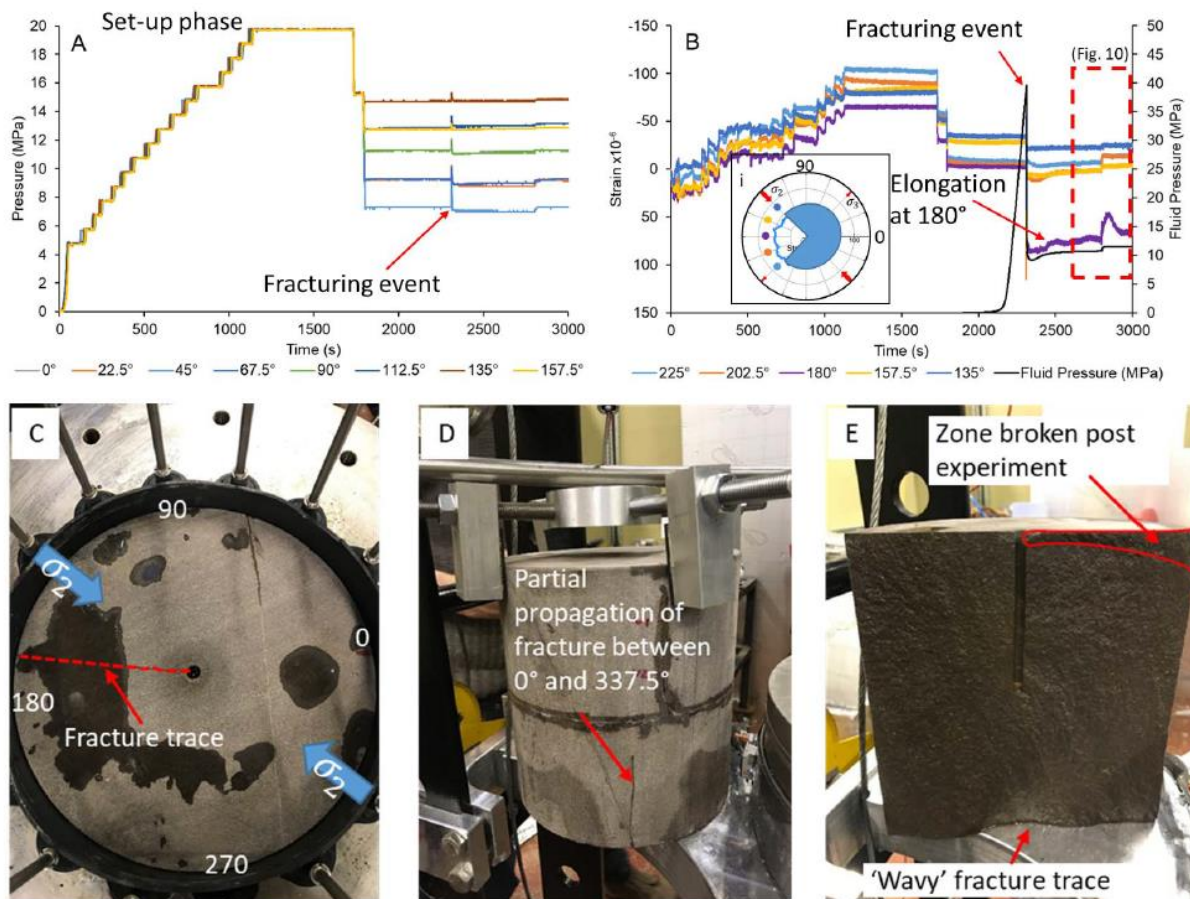 Set-up phase
A
20
18
16
14
12
10
8
6
4
2
0
Pressure (MPa)
Fracturing event
0 500 1000 1500 2000 2500 3000
Time (s)
0° 22.5° 45° 67.5° 90° 112.5° 135° 157.5°
B
Fracturing event
(Fig. 10)
-150
-100
-50
0
50
100
150
Strain x10⁻⁶
50
45
40
35
30
25
20
15
10
5
0
Fluid Pressure (MPa)
i
90
σ₂
σ₃
0
100
Elongation
at 180°
0 500 1000 1500 2000 2500 3000
Time (s)
225° 202.5° 180° 157.5° 135° Fluid Pressure (MPa)
C
90
σ₂
0
180
Fracture trace
σ₂
270
D
Partial
propagation of
fracture between
0° and 337.5°
E
Zone broken post
experiment
‘Wavy’ fracture trace